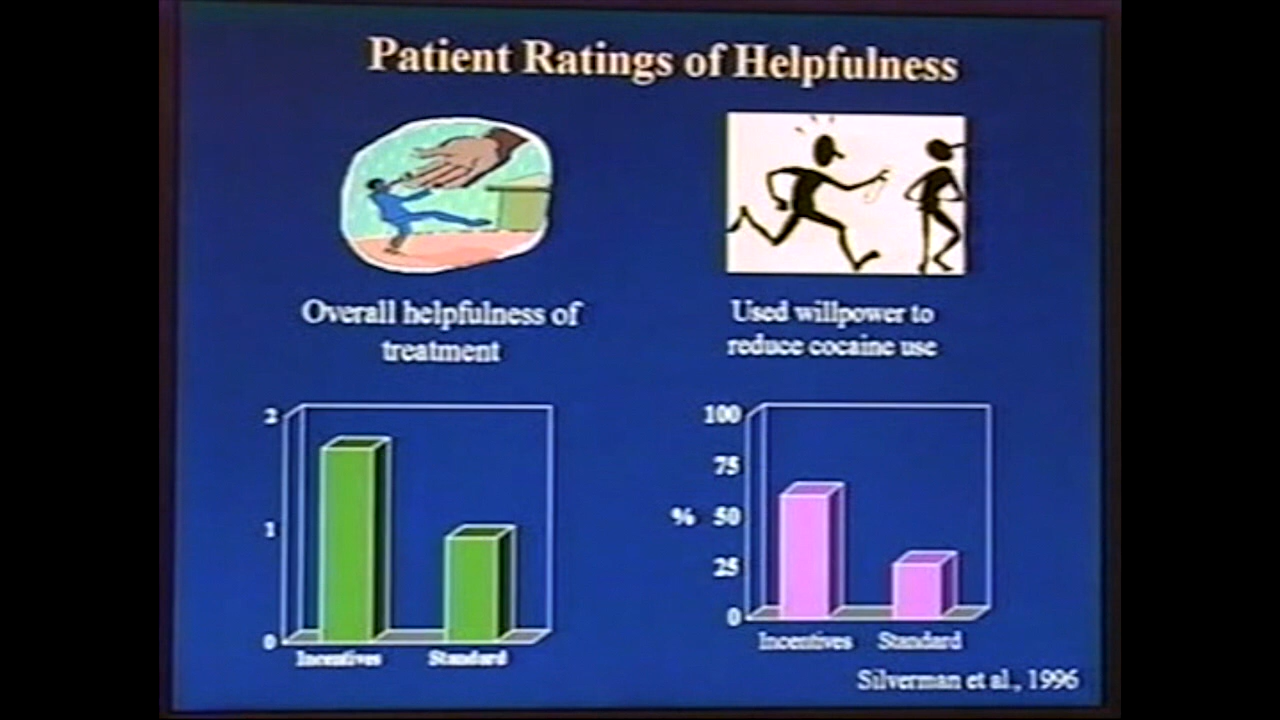 Patient Ratings of Helpfulness
Overall helpfulness of
treatment
2
1
0
Incentives Standard
Used willpower to
reduce cocaine use
100
75
% 50
25
0
Incentives Standard
Silverman et al., 1996